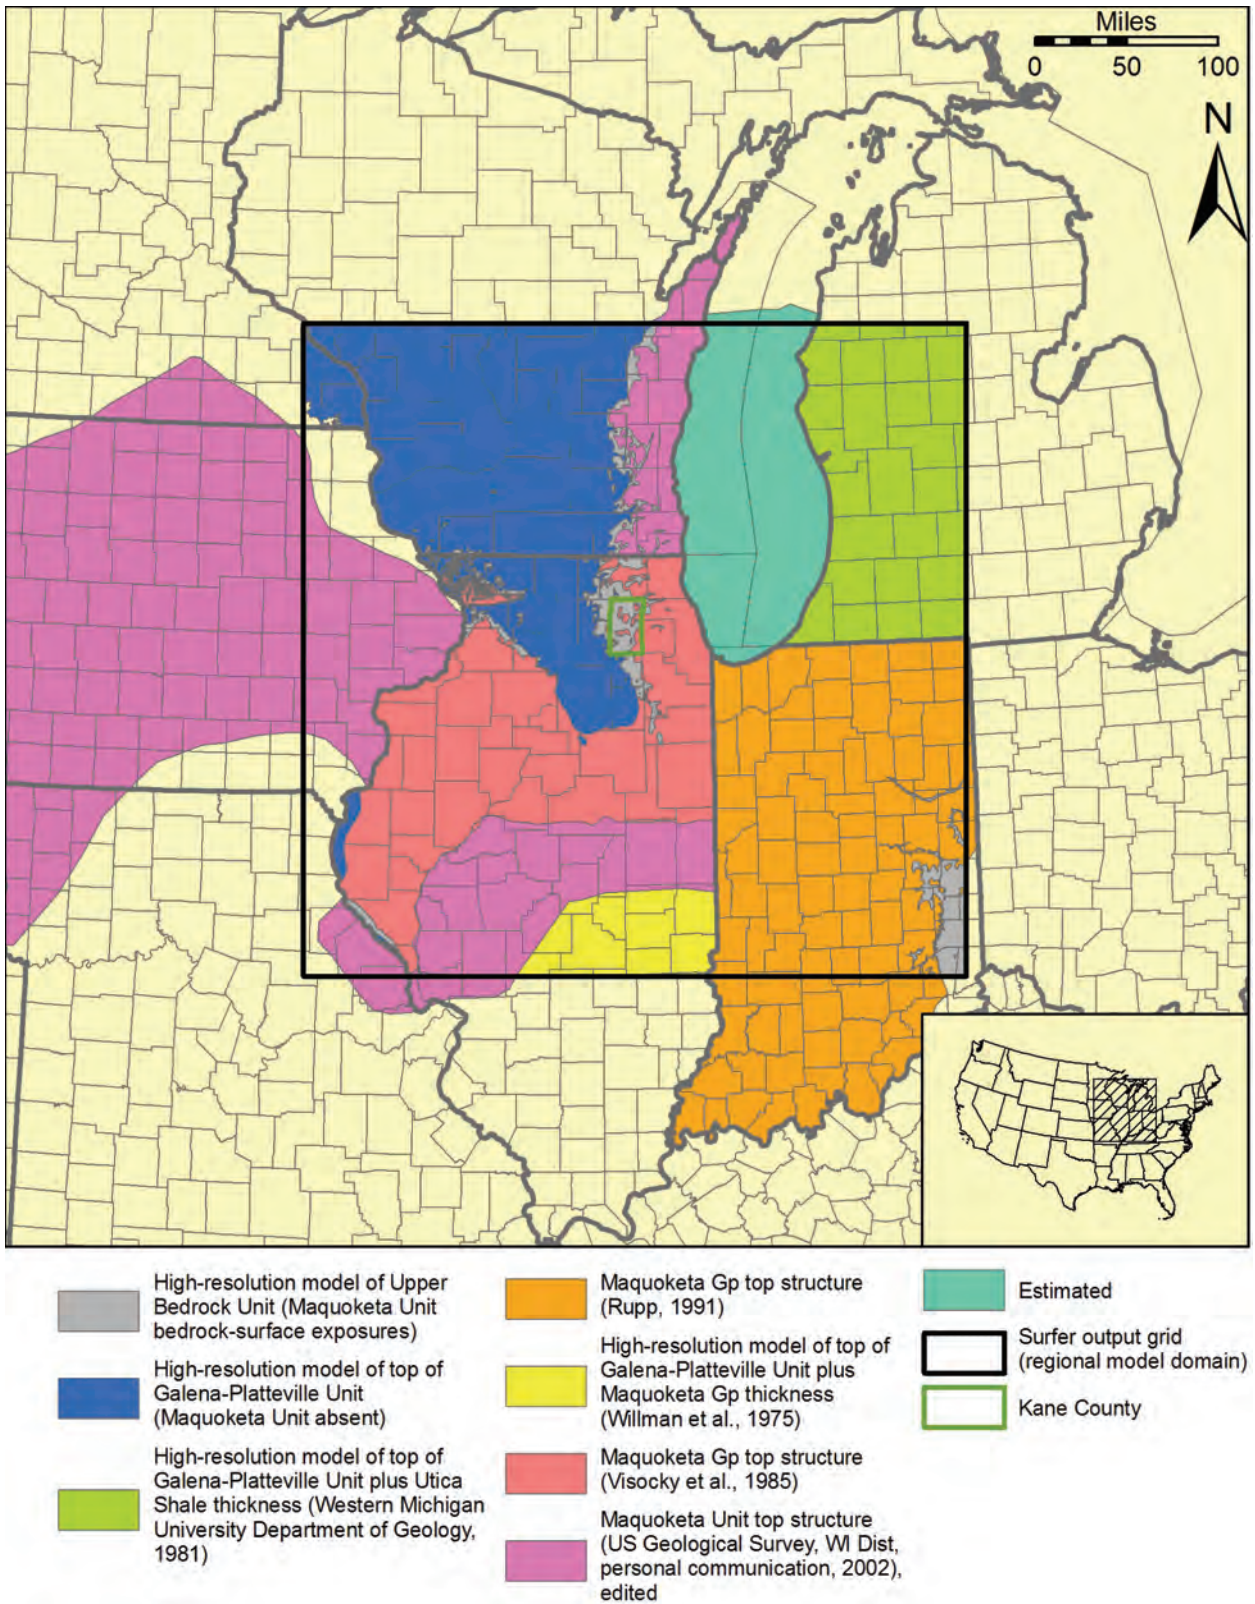 Miles
0 50 100
N
High-resolution model of Upper
Bedrock Unit (Maquoketa Unit
bedrock-surface exposures)
High-resolution model of top of
Galena-Platteville Unit
(Maquoketa Unit absent)
High-resolution model of top of
Galena-Platteville Unit plus Utica
Shale thickness (Western Michigan
University Department of Geology,
1981)
Maquoketa Gp top structure
(Rupp, 1991)
High-resolution model of top of
Galena-Platteville Unit plus
Maquoketa Gp thickness
(Willman et al., 1975)
Maquoketa Gp top structure
(Visocky et al., 1985)
Maquoketa Unit top structure
(US Geological Survey, WI Dist,
personal communication, 2002),
edited
Estimated
Surfer output grid
(regional model domain)
Kane County